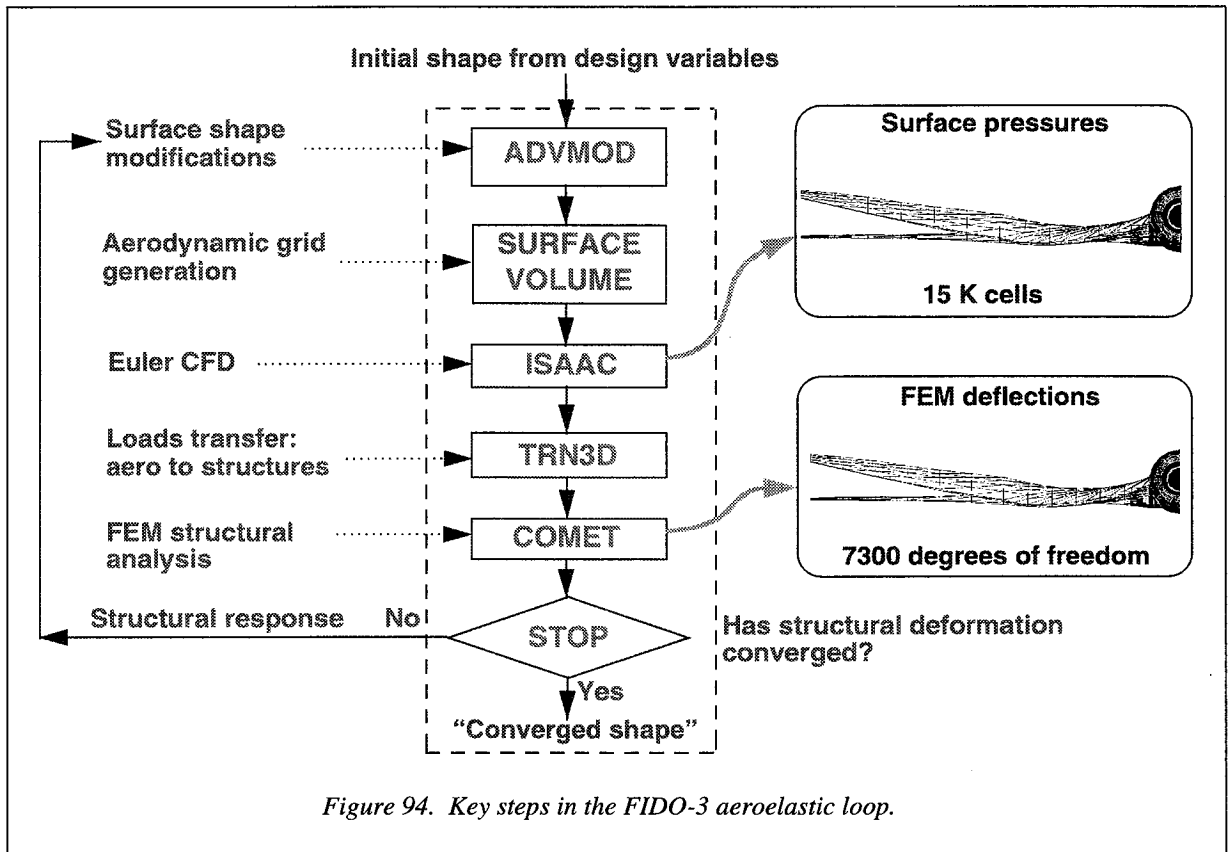 Initial shape from design variables
Surface shape
modifications
ADVMOD
Aerodynamic grid
generation
SURFACE
VOLUME
Euler CFD
ISAAC
Loads transfer:
aero to structures
TRN3D
FEM structural
analysis
COMET
Structural response
No
STOP
Has structural deformation
converged?
Yes
“Converged shape”
Surface pressures
15 K cells
FEM deflections
7300 degrees of freedom
Figure 94. Key steps in the FIDO-3 aeroelastic loop.